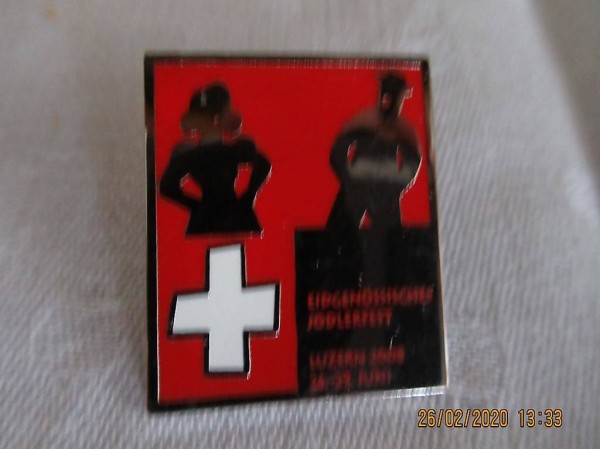 EIDGENÖSSISCHES
JODLERFEST
LUZERN 2008
26.-29. JUNI
26/02/2020 13:33